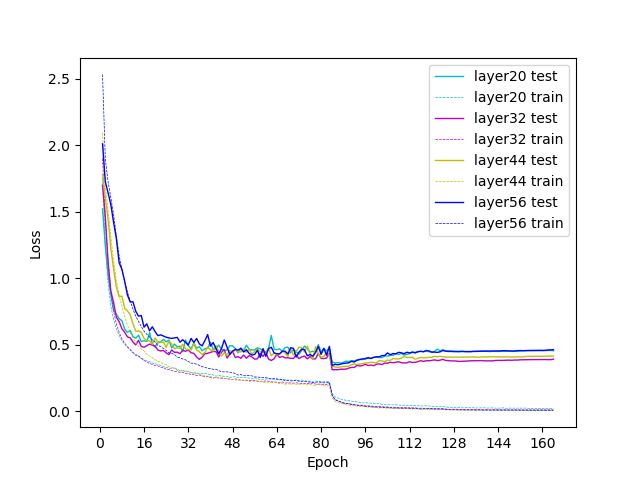 2.5
2.0
1.5
1.0
0.5
0.0
Loss
layer20 test
layer20 train
layer32 test
layer32 train
layer44 test
layer44 train
layer56 test
layer56 train
0 16 32 48 64 80 96 112 128 144 160
Epoch